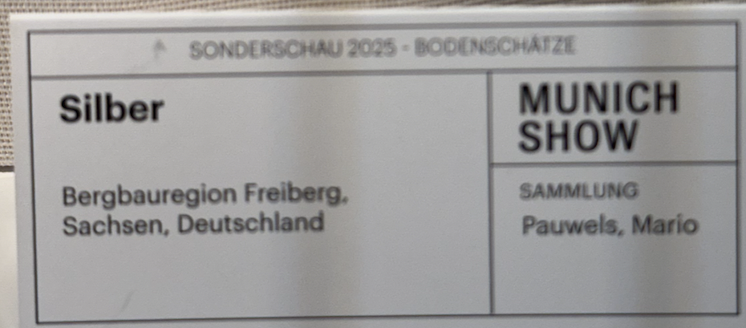 SONDERSCHAU 2025 - BODENSCHÄTZE
Silber
Bergbauregion Freiberg,
Sachsen, Deutschland
MUNICH
SHOW
SAMMLUNG
Pauwels, Mario